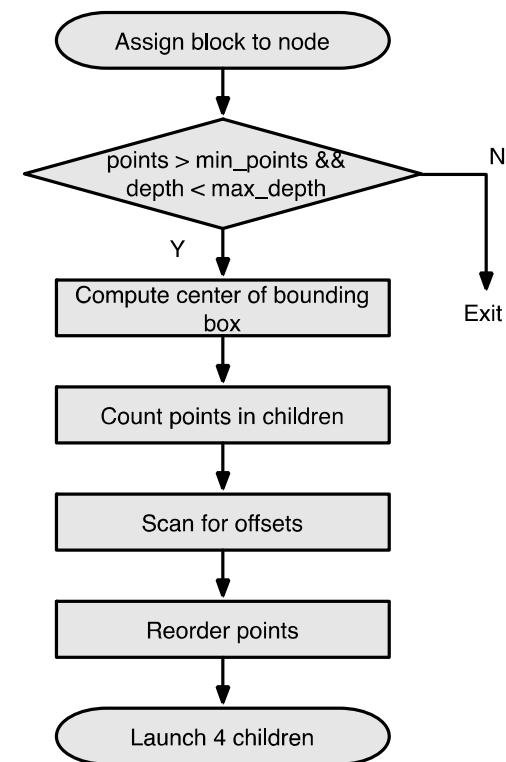 Assign block to node
points > min_points &&
depth < max_depth
N
Y
Compute center of bounding
box
Exit
Count points in children
Scan for offsets
Reorder points
Launch 4 children